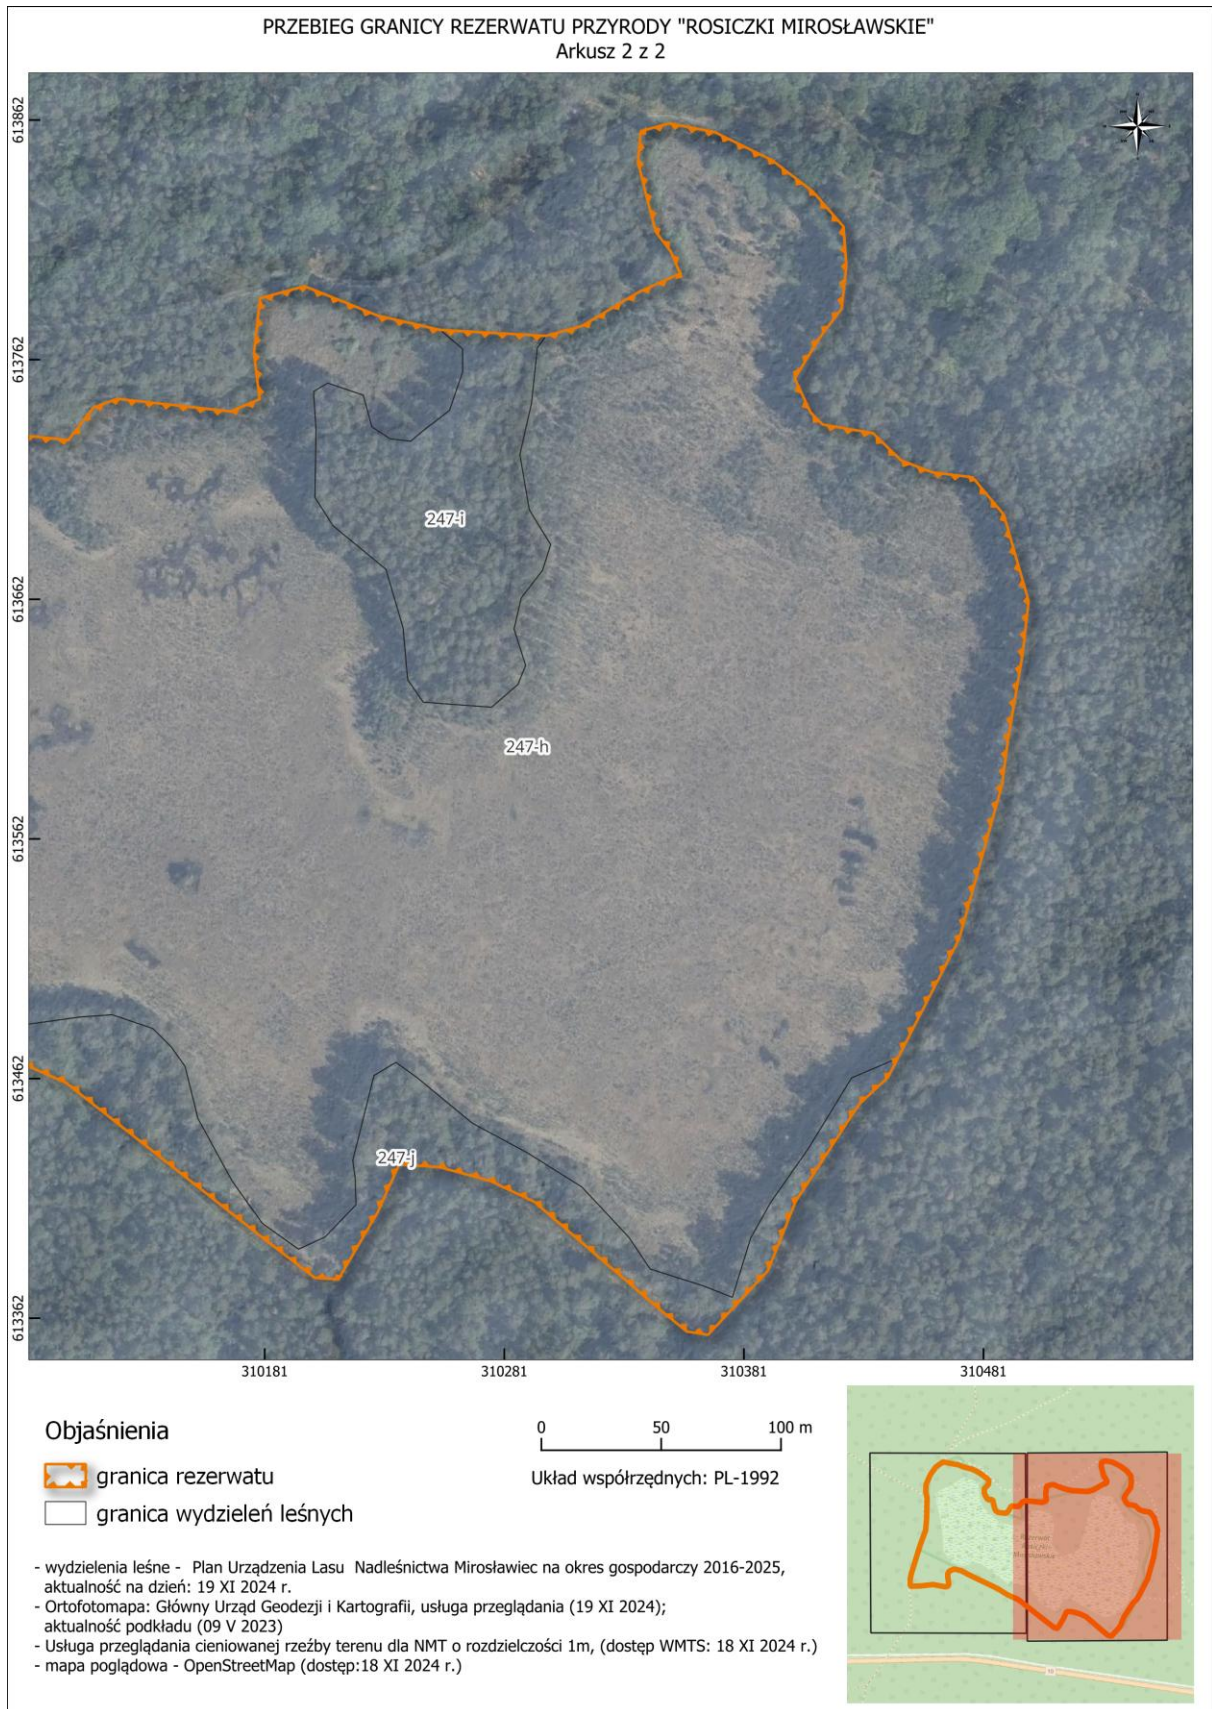 PRZEBIEG GRANICY REZERWATU PRZYRODY "ROSICZKI MIROSŁAWSKIE"
Arkusz 2 z 2
613862
613762
613662
613562
613462
613362
247-i
247-h
247-j
310181
310281
310381
310481
Objaśnienia
granica rezerwatu
granica wydzieleń leśnych
0 50 100 m
Układ współrzędnych: PL-1992
- wydzielenia leśne - Plan Urządzenia Lasu Nadleśnictwa Mirosławiec na okres gospodarczy 2016-2025,
aktualność na dzień: 19 XI 2024 r.
- Ortofotomapa: Główny Urząd Geodezji i Kartografii, usługa przeglądania (19 XI 2024);
aktualność podkładu (09 V 2023)
- Usługa przeglądania cieniowanej rzeźby terenu dla NMT o rozdzielczości 1m, (dostęp WMTS: 18 XI 2024 r.)
- mapa poglądowa - OpenStreetMap (dostęp:18 XI 2024 r.)
10